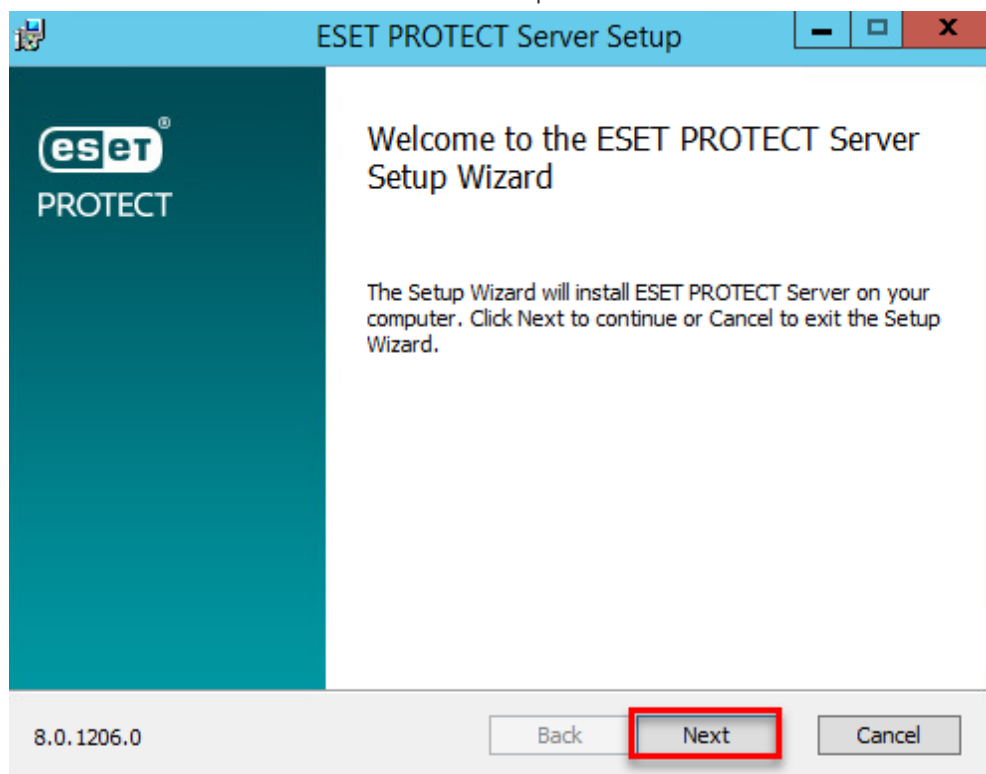 ESET PROTECT Server Setup
eset®
PROTECT
Welcome to the ESET PROTECT Server
Setup Wizard
The Setup Wizard will install ESET PROTECT Server on your
computer. Click Next to continue or Cancel to exit the Setup
Wizard.
8.0.1206.0
Back
Next
Cancel